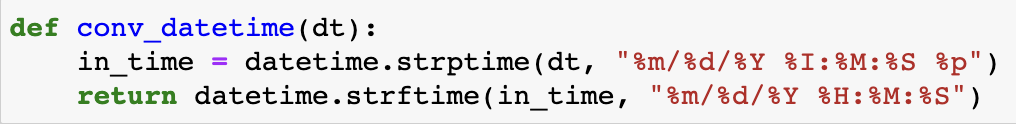 def conv_datetime(dt):
    in_time = datetime.strptime(dt, "%m/%d/%Y %I:%M:%S %p")
    return datetime.strftime(in_time, "%m/%d/%Y %H:%M:%S")